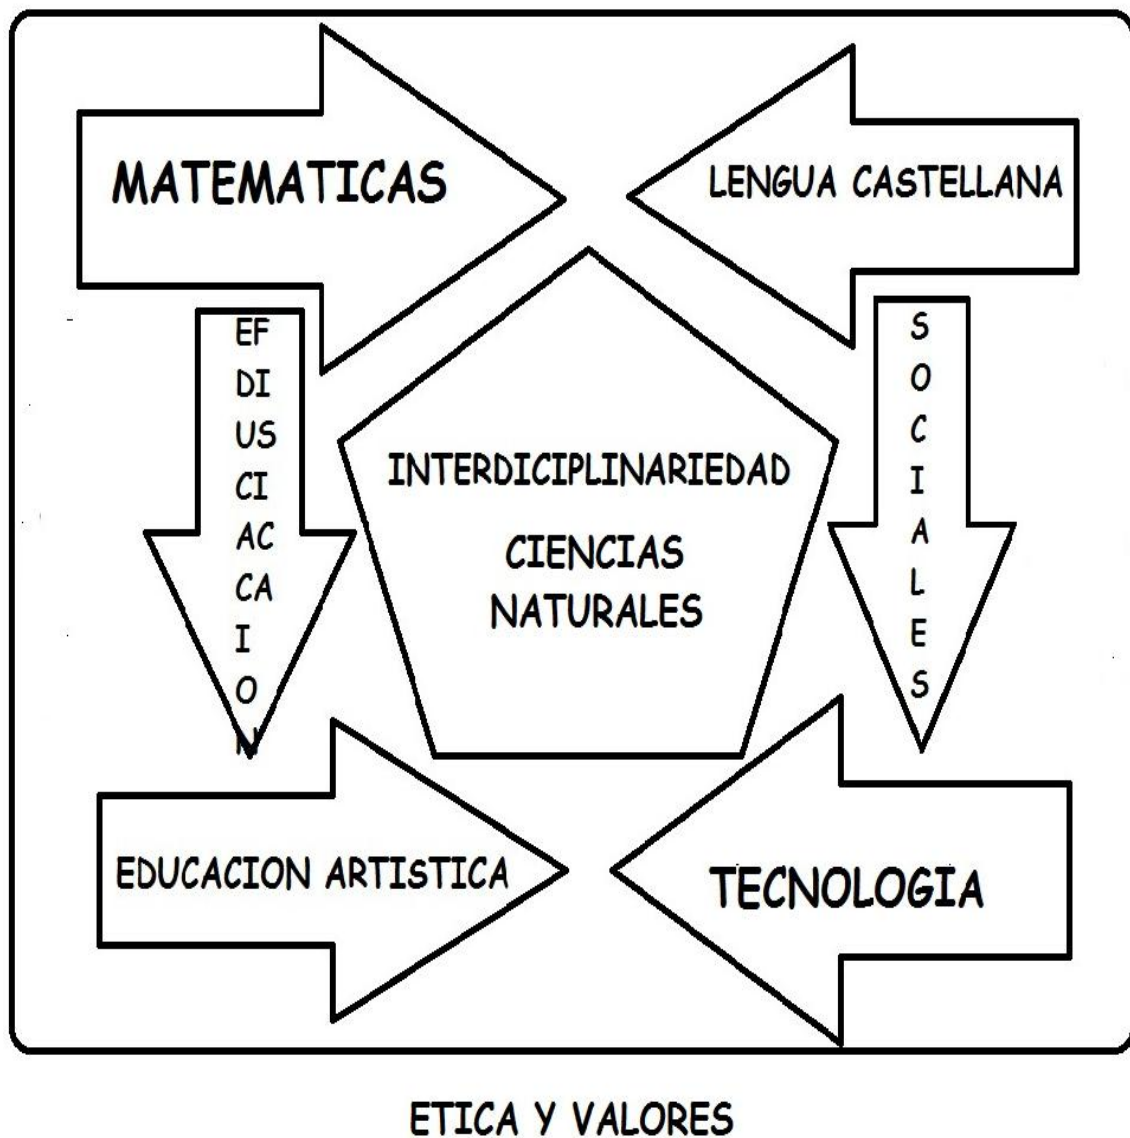 MATEMATICAS
LENGUA CASTELLANA
EF
DI
US
CI
AC
CA
I
O
N
S
O
C
I
A
L
E
S
INTERDICIPLINARIEDAD
CIENCIAS
NATURALES
EDUCACION ARTISTICA
TECNOLOGIA
ETICA Y VALORES